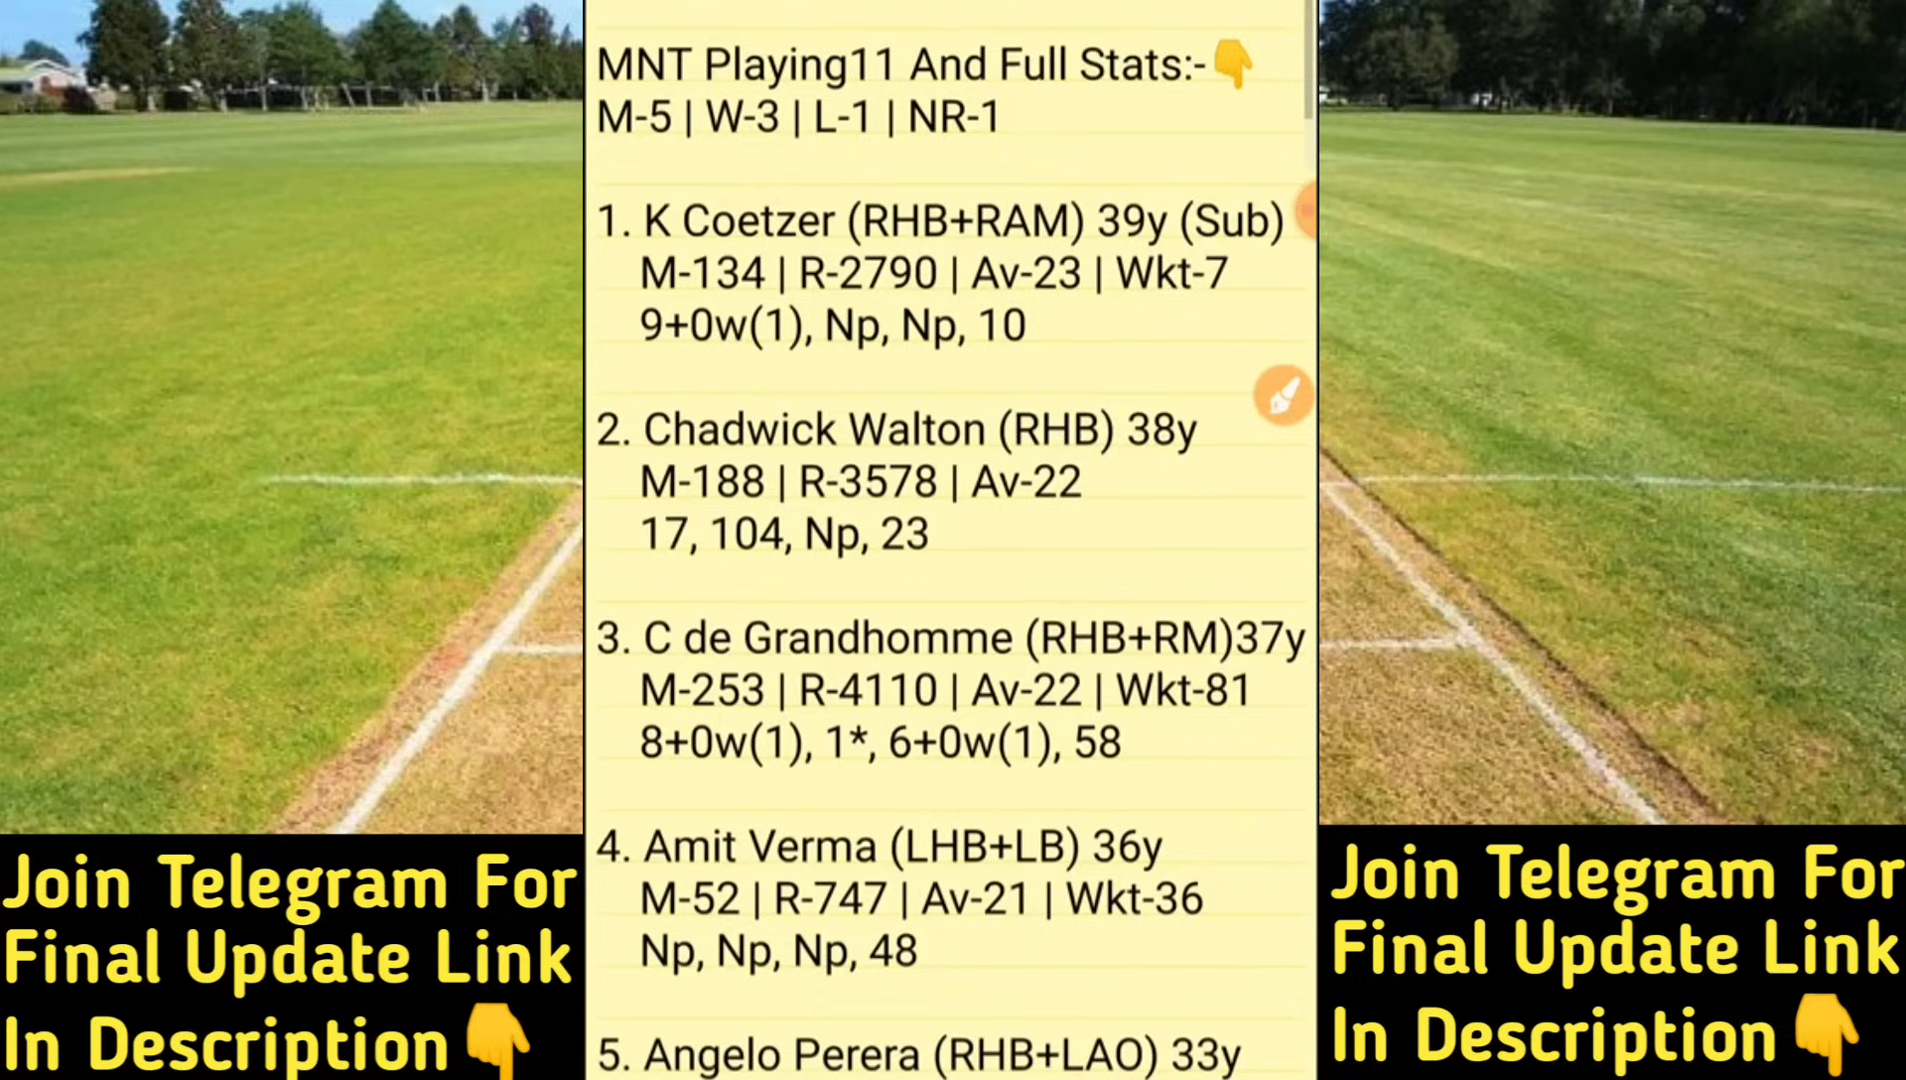 MNT Playing11 And Full Stats:-👇
M-5 | W-3 | L-1 | NR-1
1. K Coetzer (RHB+RAM) 39y (Sub)
M-134 | R-2790 | Av-23 | Wkt-7
9+0w(1), Np, Np, 10
2. Chadwick Walton (RHB) 38y
M-188 | R-3578 | Av-22
17, 104, Np, 23
3. C de Grandhomme (RHB+RM)37y
M-253 | R-4110 | Av-22 | Wkt-81
8+0w(1), 1*, 6+0w(1), 58
4. Amit Verma (LHB+LB) 36y
M-52 | R-747 | Av-21 | Wkt-36
Np, Np, Np, 48
5. Angelo Perera (RHB+LAO) 33y
Join Telegram For
Final Update Link
In Description👇
Join Telegram For
Final Update Link
In Description👇